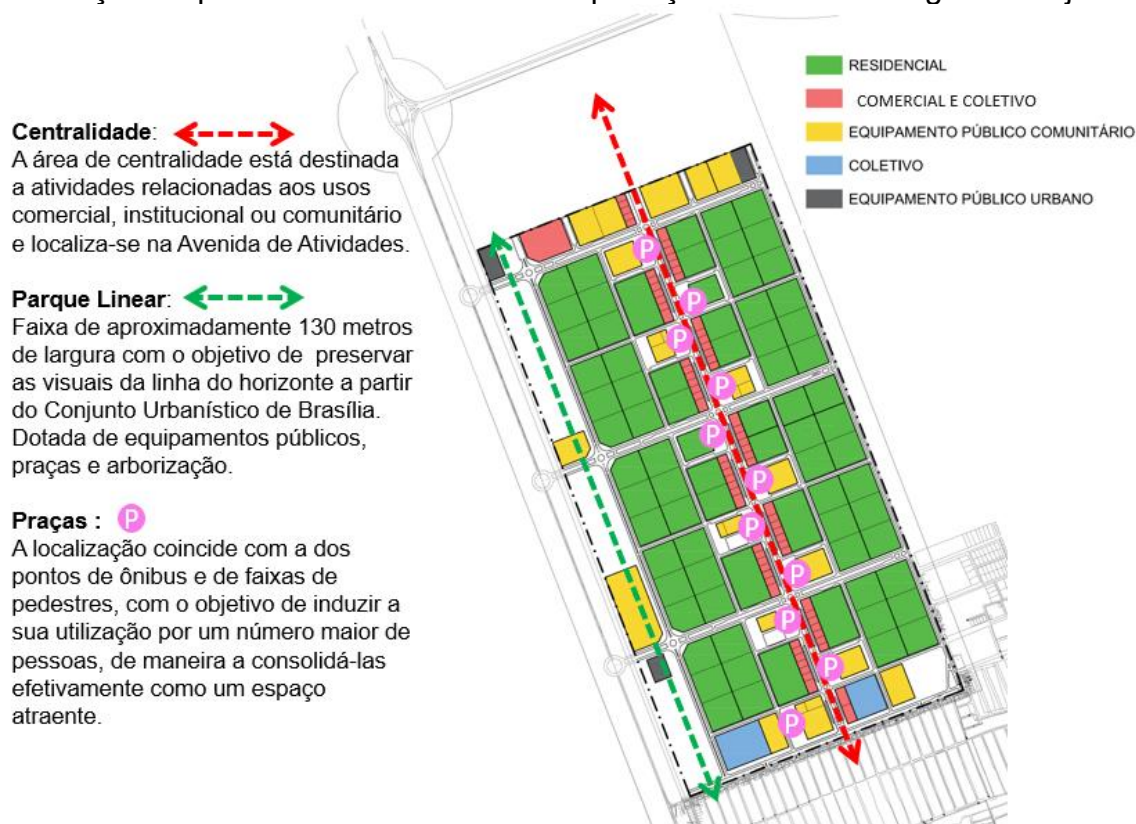 Centralidade:
A área de centralidade está destinada
a atividades relacionadas aos usos
comercial, institucional ou comunitário
e localiza-se na Avenida de Atividades.
Parque Linear:
Faixa de aproximadamente 130 metros
de largura com o objetivo de preservar
as visuais da linha do horizonte a partir
do Conjunto Urbanístico de Brasília.
Dotada de equipamentos públicos,
praças e arborização.
Praças : P
A localização coincide com a dos
pontos de ônibus e de faixas de
pedestres, com o objetivo de induzir a
sua utilização por um número maior de
pessoas, de maneira a consolidá-las
efetivamente como um espaço
atraente.
RESIDENCIAL
COMERCIAL E COLETIVO
EQUIPAMENTO PÚBLICO COMUNITÁRIO
COLETIVO
EQUIPAMENTO PÚBLICO URBANO
P
P
P
P
P
P
P
P
P
P
P